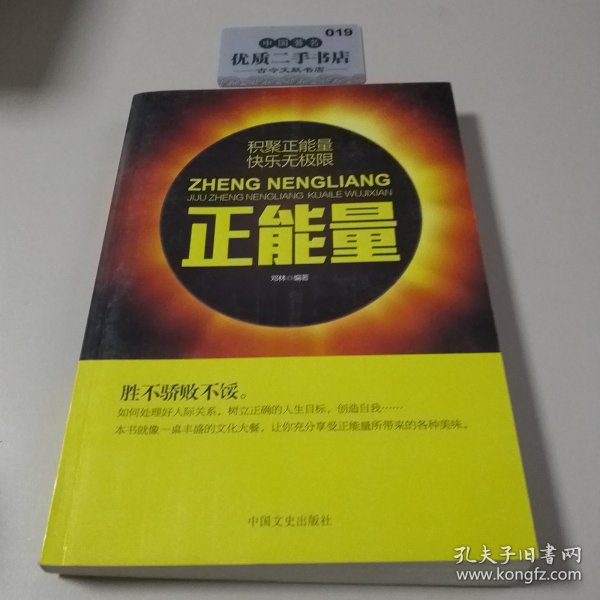 019
中国著名
优质二手书店
古今文献书店
积聚正能量
快乐无极限
ZHENG NENGLIANG
JIJU ZHENG NENGLIANG KUAILE WUJIXIAN
正能量
邓林◎编著
胜不骄败不馁。
如何处理好人际关系,树立正确的人生目标,创造自我……
本书就像一桌丰盛的文化大餐,让你充分享受正能量所带来的各种美味。
中国文史出版社
孔夫子旧书网
www.kongfz.com